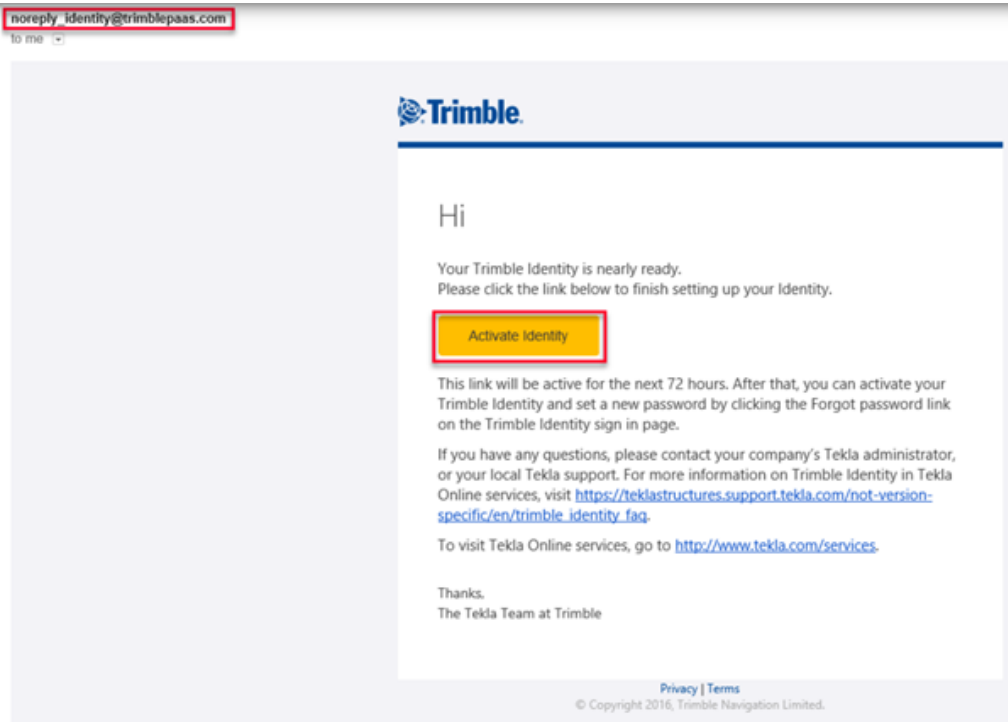 noreply_identity@trimblepaas.com
to me
Trimble.
Hi
Your Trimble Identity is nearly ready.
Please click the link below to finish setting up your Identity.
Activate Identity
This link will be active for the next 72 hours. After that, you can activate your
Trimble Identity and set a new password by clicking the Forgot password link
on the Trimble Identity sign in page.
If you have any questions, please contact your company's Tekla administrator,
or your local Tekla support. For more information on Trimble Identity in Tekla
Online services, visit https://teklastructures.support.tekla.com/not-version-
specific/en/trimble_identity_faq.
To visit Tekla Online services, go to http://www.tekla.com/services.
Thanks,
The Tekla Team at Trimble
Privacy | Terms
© Copyright 2016, Trimble Navigation Limited.